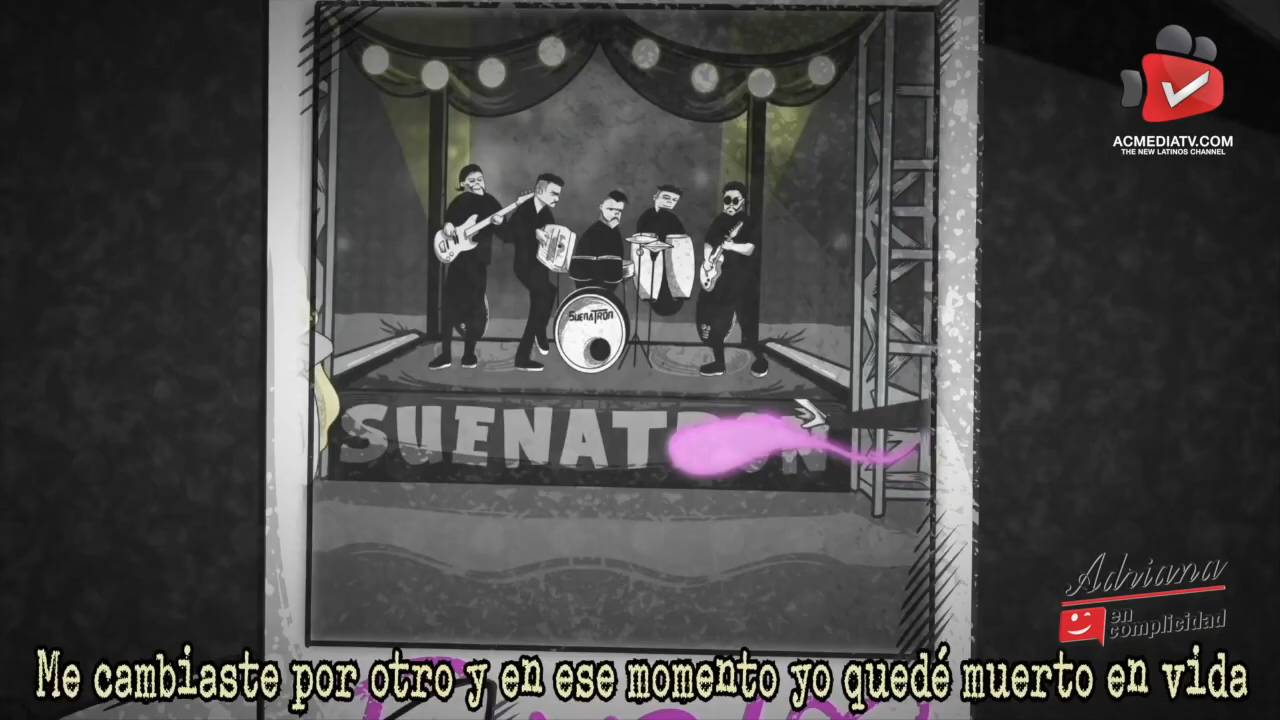 ACMEDIATV.COM
THE NEW LATINOS CHANNEL
SUENATRON
SUENATRON
Adriana
en
complicidad
Me cambiaste por otro y en ese momento yo quedé muerto en vida